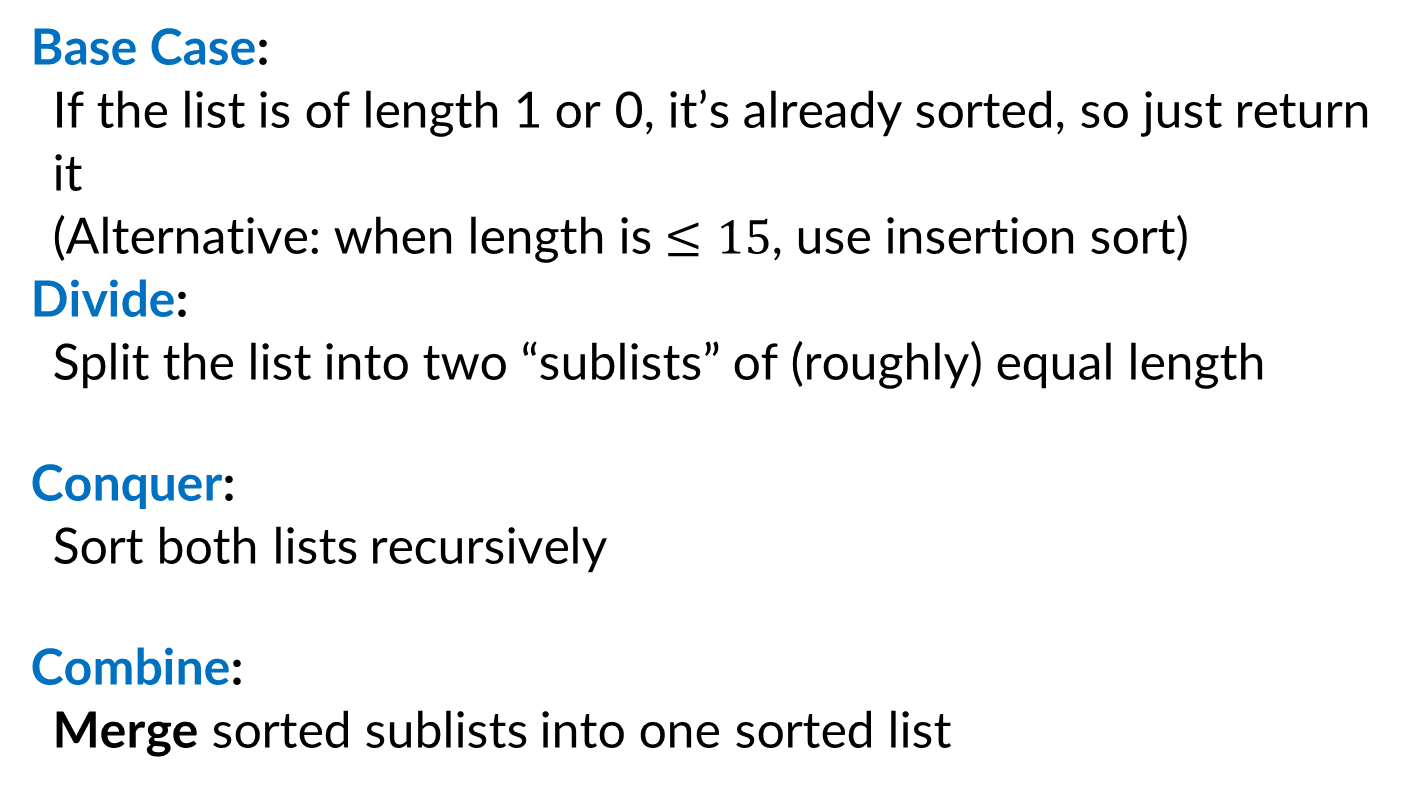 Base Case:
If the list is of length 1 or 0, it’s already sorted, so just return
it
(Alternative: when length is ≤ 15, use insertion sort)
Divide:
Split the list into two “sublists” of (roughly) equal length
Conquer:
Sort both lists recursively
Combine:
Merge sorted sublists into one sorted list